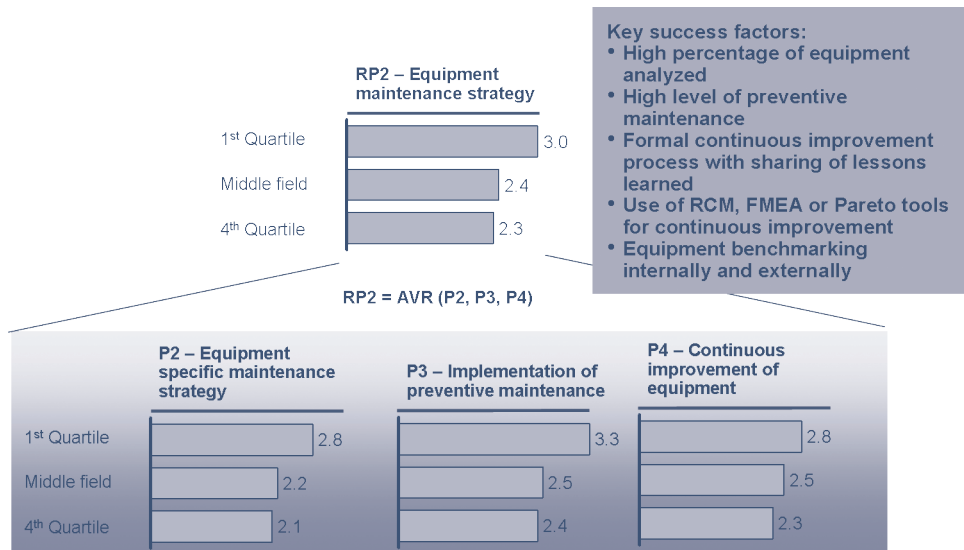 RP2 – Equipment
maintenance strategy
1st Quartile
3.0
Middle field
2.4
4th Quartile
2.3
Key success factors:
• High percentage of equipment
analyzed
• High level of preventive
maintenance
• Formal continuous improvement
process with sharing of lessons
learned
• Use of RCM, FMEA or Pareto tools
for continuous improvement
• Equipment benchmarking
internally and externally
RP2 = AVR (P2, P3, P4)
P2 – Equipment
specific maintenance
strategy
P3 – Implementation of
preventive maintenance
P4 – Continuous
improvement of
equipment
1st Quartile
2.8
3.3
2.8
Middle field
2.2
2.5
2.5
4th Quartile
2.1
2.4
2.3